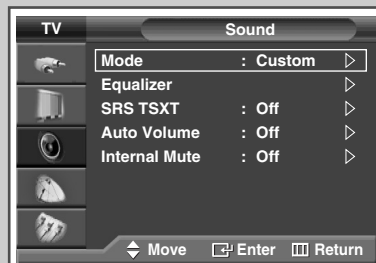 TV Sound
Mode : Custom
Equalizer
SRS TSXT : Off
Auto Volume : Off
Internal Mute : Off
Move Enter Return